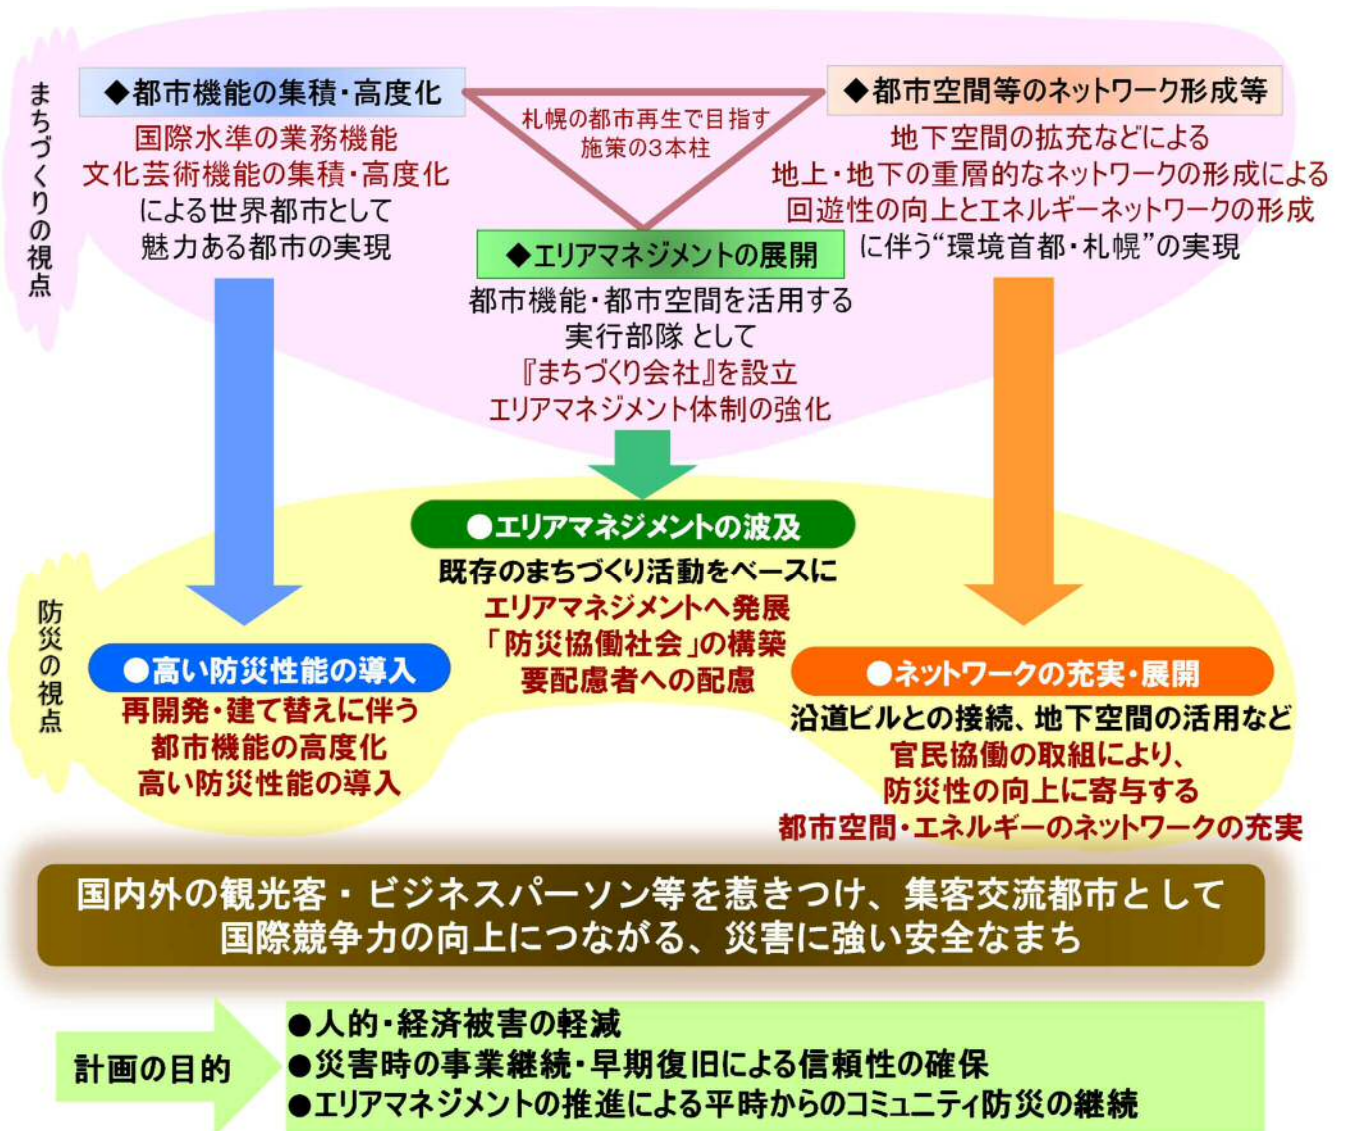 まちづくりの視点
◆都市機能の集積・高度化
国際水準の業務機能
文化芸術機能の集積・高度化
による世界都市として
魅力ある都市の実現
札幌の都市再生で目指す
施策の3本柱
◆都市空間等のネットワーク形成等
地下空間の拡充などによる
地上・地下の重層的なネットワークの形成による
回遊性の向上とエネルギーネットワークの形成
に伴う“環境首都・札幌”の実現
◆エリアマネジメントの展開
都市機能・都市空間を活用する
実行部隊 として
『まちづくり会社』を設立
エリアマネジメント体制の強化
防災の視点
●エリアマネジメントの波及
既存のまちづくり活動をベースに
エリアマネジメントへ発展
「防災協働社会」の構築
要配慮者への配慮
●高い防災性能の導入
再開発・建て替えに伴う
都市機能の高度化
高い防災性能の導入
●ネットワークの充実・展開
沿道ビルとの接続、地下空間の活用など
官民協働の取組により、
防災性の向上に寄与する
都市空間・エネルギーのネットワークの充実
国内外の観光客・ビジネスパーソン等を惹きつけ、集客交流都市として
国際競争力の向上につながる、災害に強い安全なまち
計画の目的
●人的・経済被害の軽減
●災害時の事業継続・早期復旧による信頼性の確保
●エリアマネジメントの推進による平時からのコミュニティ防災の継続